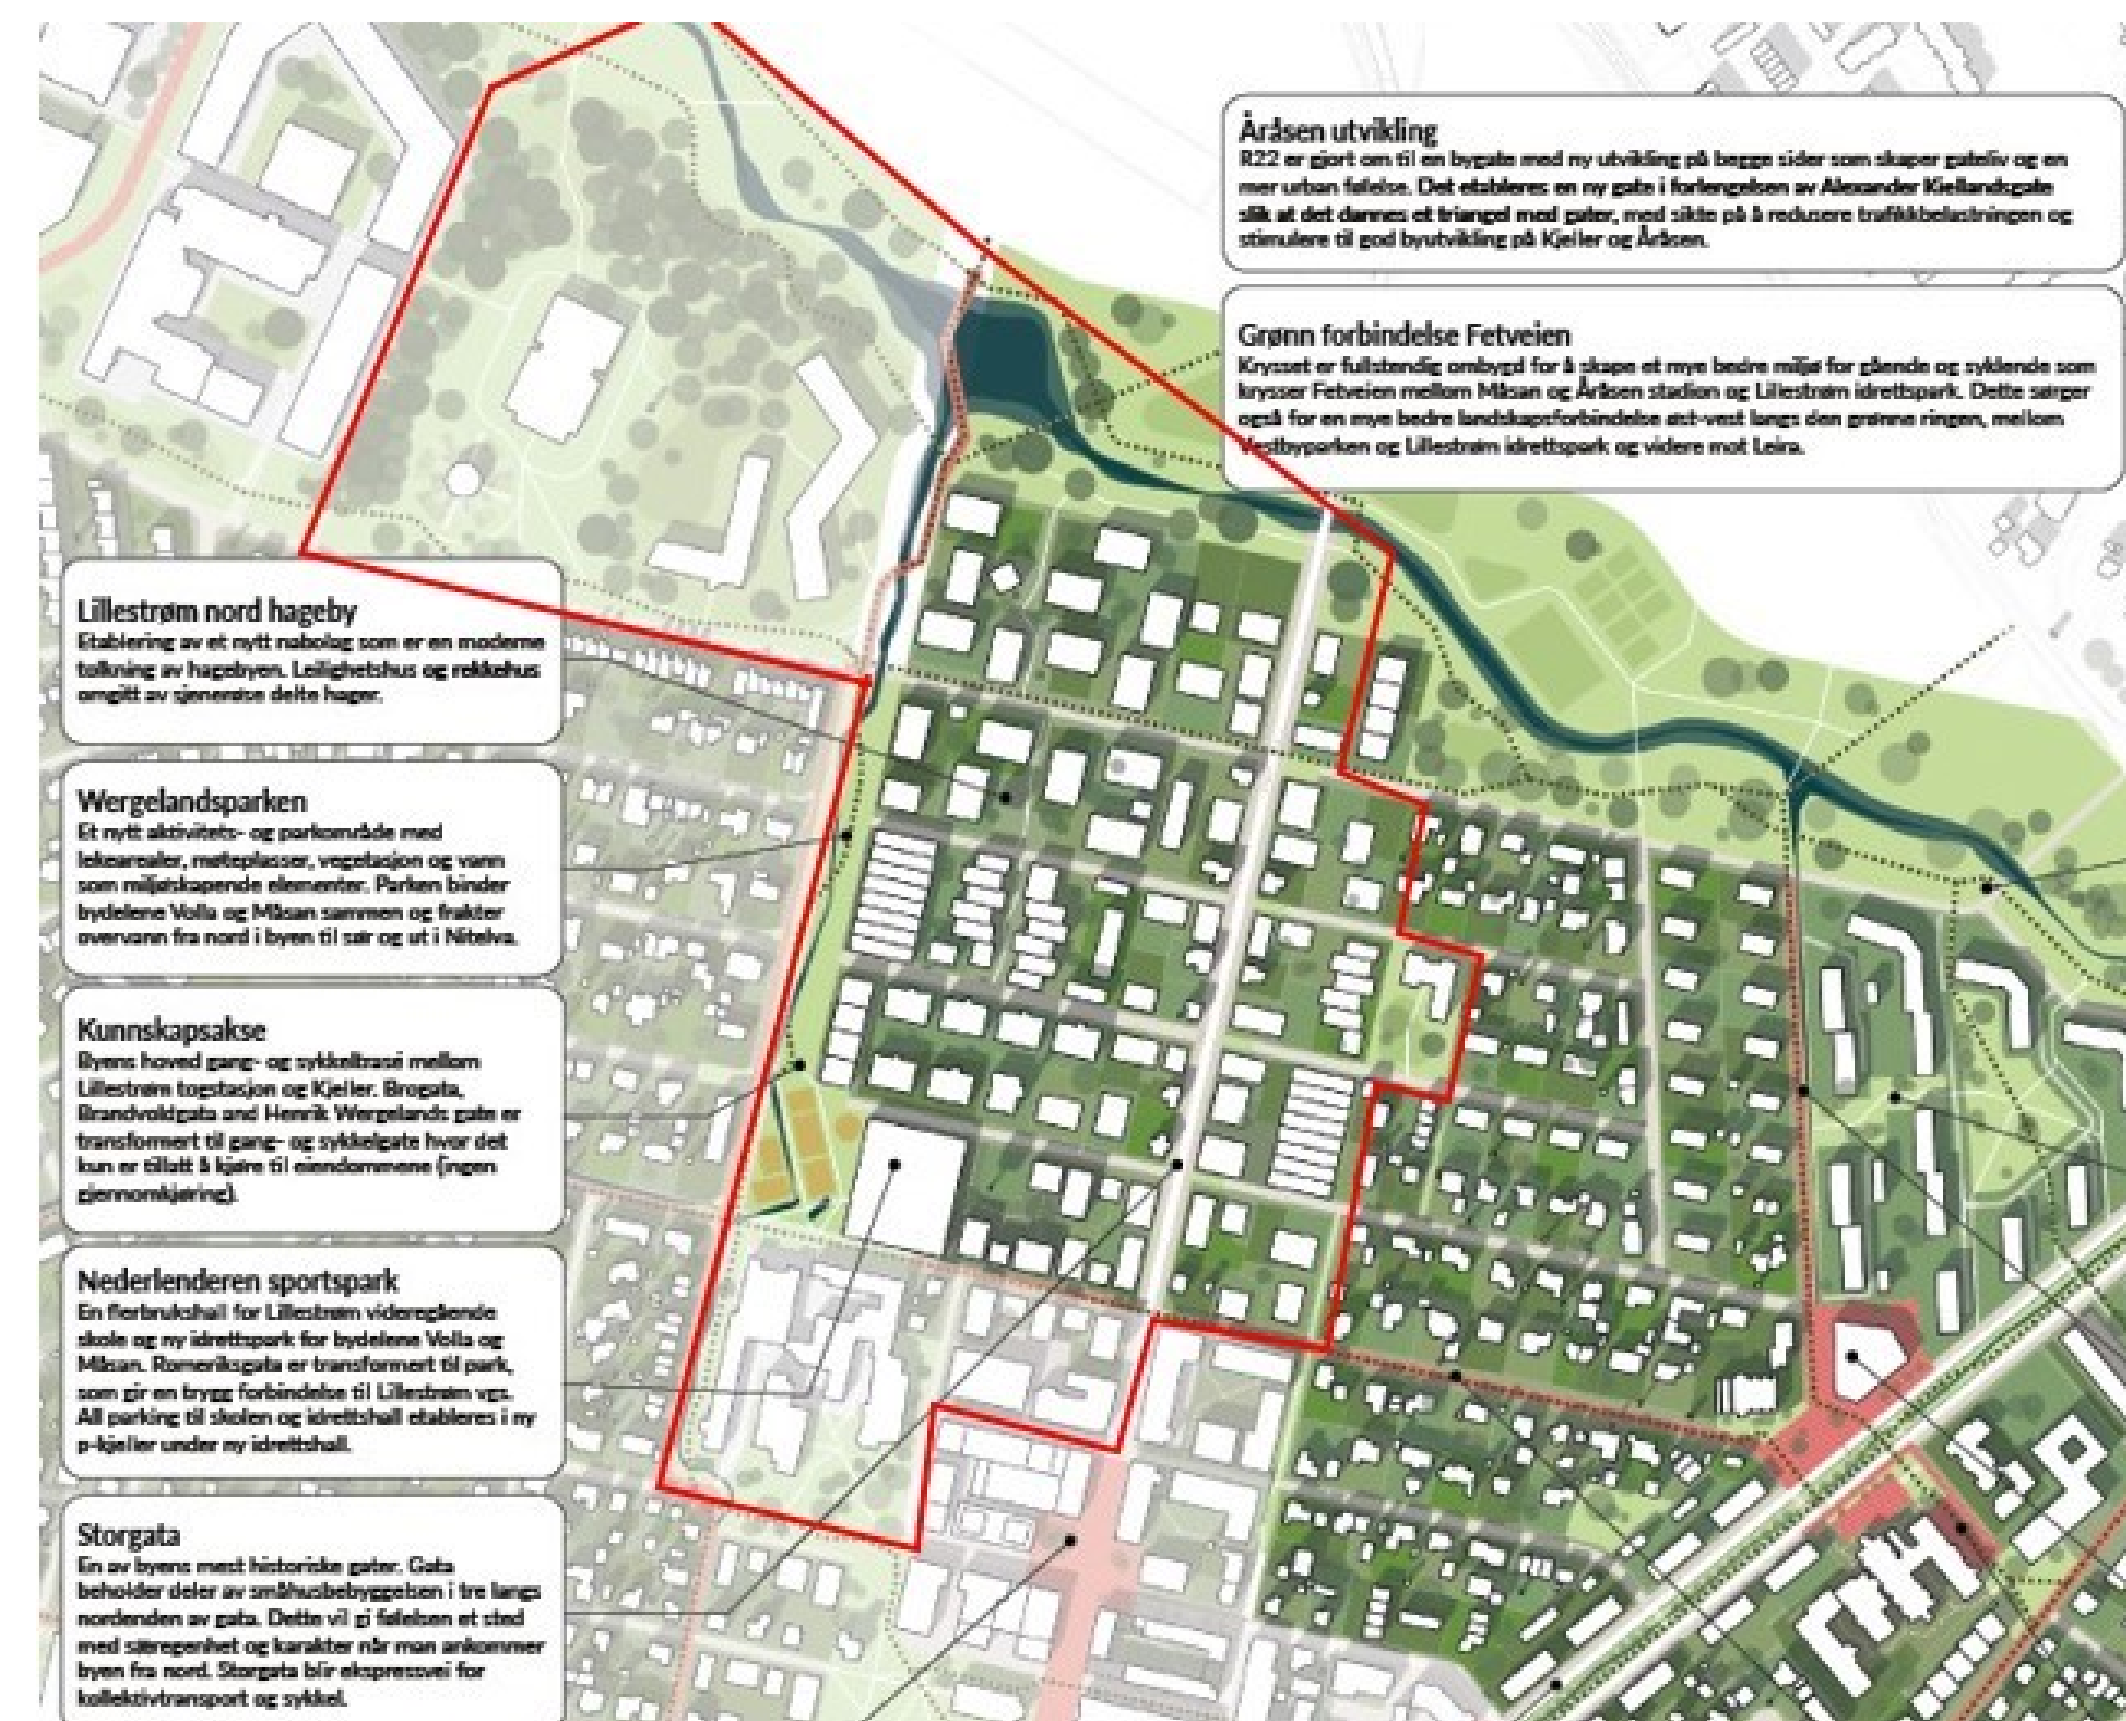 Åråsen utvikling
R22 er gjort om til en bygate med ny utvikling på begge sider som skaper gateliv og en
mer urban følelse. Det etableres en ny gate i forlengelsen av Alexander Kiellandsgate
slik at det dannes et triangel med gater, med sikte på å redusere trafikkbelastningen og
stimulere til god byutvikling på Kjeller og Åråsen.
Grønn forbindelse Fetveien
Krysset er fullstendig ombygd for å skape et mye bedre miljø for gående og syklende som
krysser Fetveien mellom Måsan og Åråsen stadion og Lillestrøm idrettspark. Dette sørger
også for en mye bedre landskapsforbindelse øst-vest langs den grønne ringen, mellom
Vestbyparken og Lillestrøm idrettspark og videre mot Leira.
Lillestrøm nord hageby
Etablering av et nytt nabolag som er en moderne
tolkning av hagebyen. Leilighetshus og rekkehus
omgitt av sjenerøse delte hager.
Wergelandsparken
Et nytt aktivitets- og parkområde med
lekearealer, møteplasser, vegetasjon og vann
som miljøskapende elementer. Parken binder
bydelene Volla og Måsan sammen og frakter
overvann fra nord i byen til sør og ut i Nitelva.
Kunnskapsakse
Byens hoved gang- og sykkeltrasé mellom
Lillestrøm togstasjon og Kjeller. Brogata,
Brandvoldgata and Henrik Wergelands gate er
transformert til gang- og sykkelgate hvor det
kun er tillatt å kjøre til eiendommene (ingen
gjennomkjøring).
Nederlenderen sportspark
En flerbrukshall for Lillestrøm videregående
skole og ny idrettspark for bydelene Volla og
Måsan. Romeriksgata er transformert til park,
som gir en trygg forbindelse til Lillestrøm vgs.
All parking til skolen og idrettshall etableres i ny
p-kjeller under ny idrettshall.
Storgata
En av byens mest historiske gater. Gata
beholder deler av småhusbebyggelsen i tre langs
nordenden av gata. Dette vil gi følelsen et sted
med særegenhet og karakter når man ankommer
byen fra nord. Storgata blir ekspressvei for
kollektivtransport og sykkel.